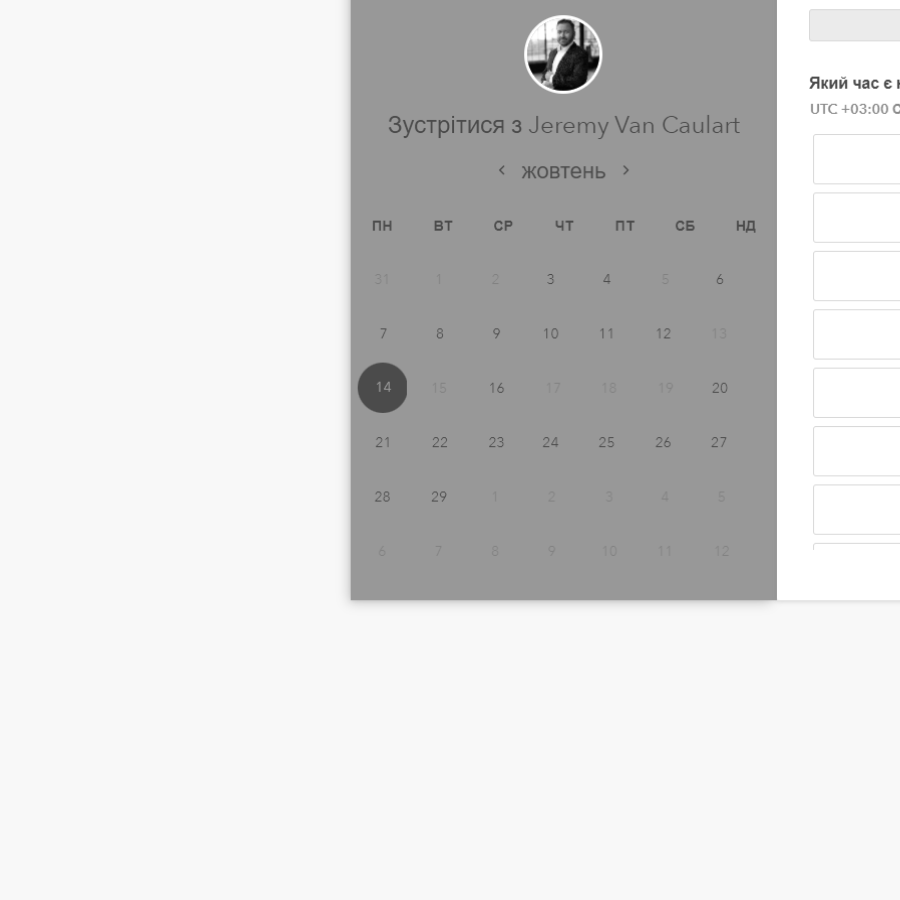 Зустрітися з Jeremy Van Caulart
жовтень
ПН ВТ СР ЧТ ПТ СБ НД
31 1 2 3 4 5 6
7 8 9 10 11 12 13
14 15 16 17 18 19 20
21 22 23 24 25 26 27
28 29 1 2 3 4 5
6 7 8 9 10 11 12
Який час є
UTC +03:00